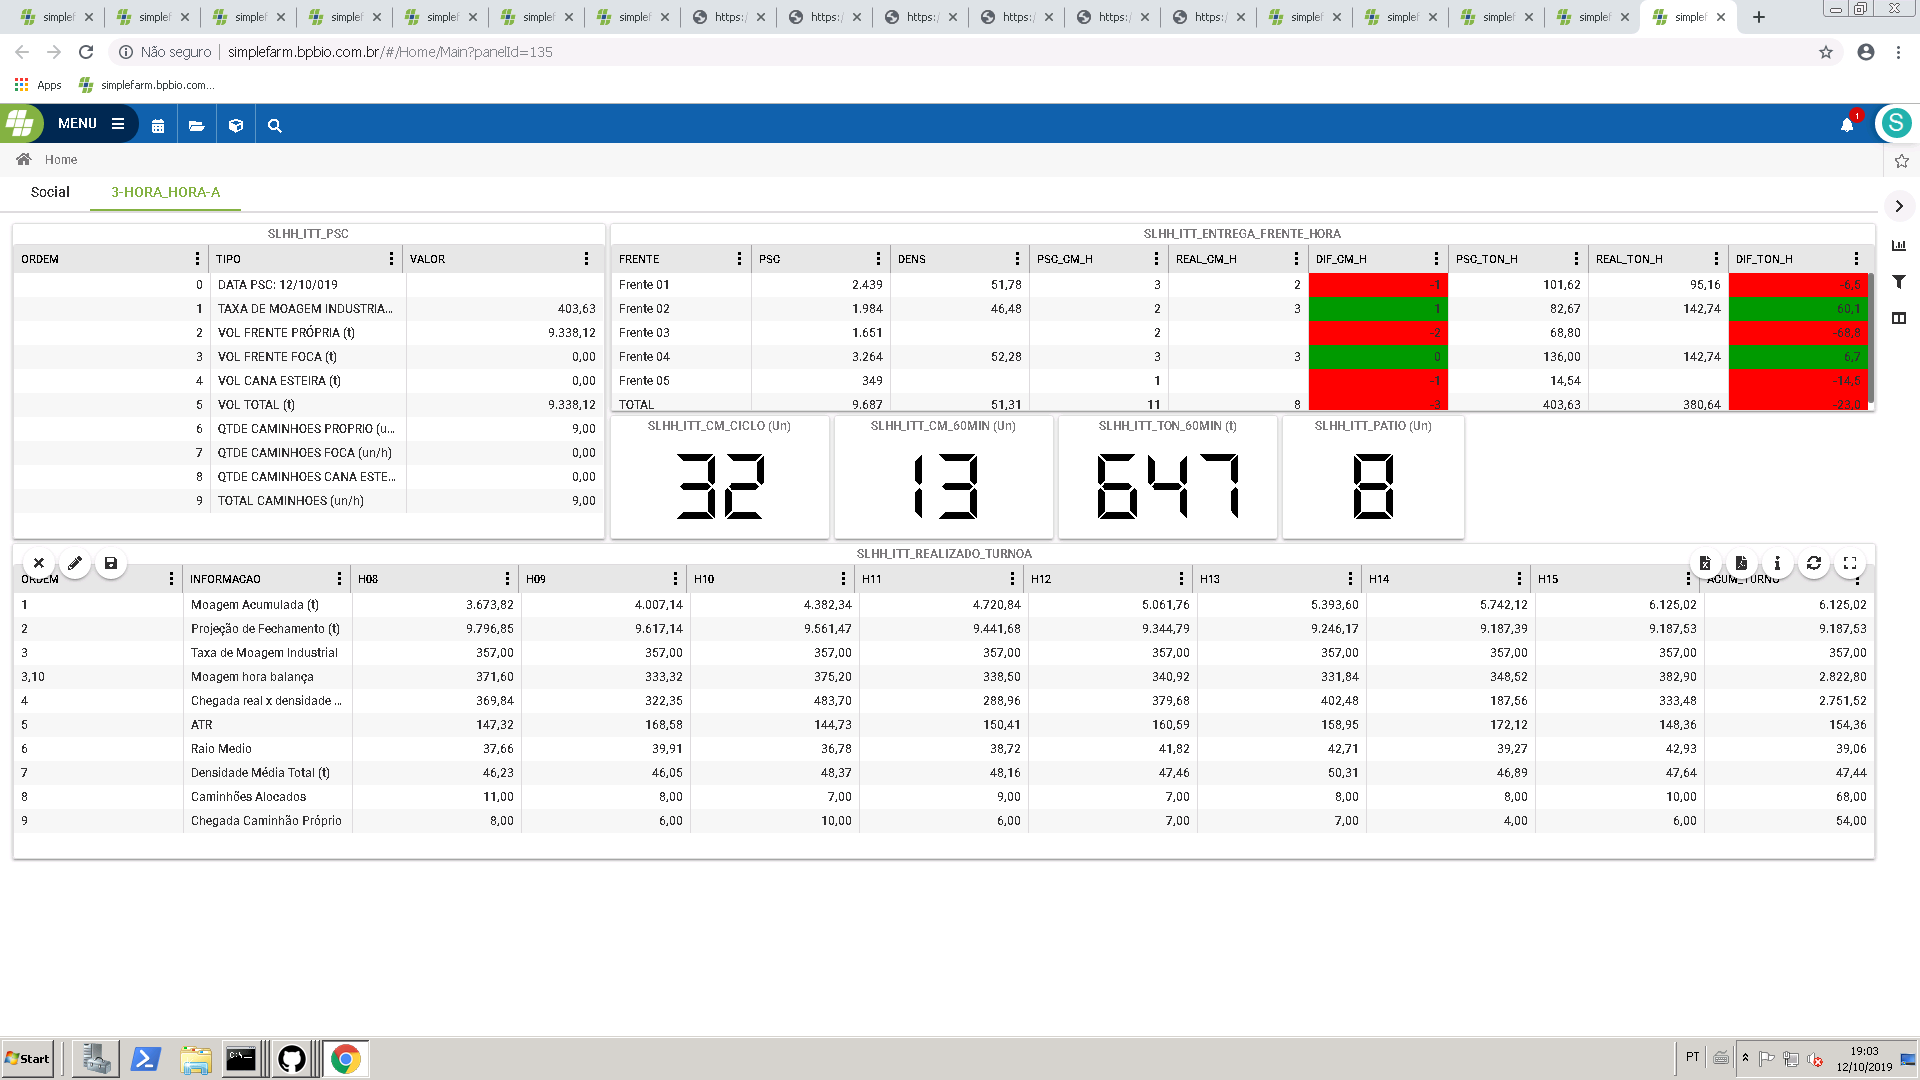 simplef simplef simplef simplef simplef simplef simplef https:/ https:/ https:/ https:/ https:/ https:/ simplef simplef simplef simplef simplef
Não seguro simplefarm.bpbio.com.br/#/Home/Main?panelId=135
Apps simplefarm.bpbio.com...
MENU 1 S
Home
Social 3-HORA_HORA-A
SLHH_ITT_PSC
ORDEM TIPO VALOR
0 DATA PSC: 12/10/019
1 TAXA DE MOAGEM INDUSTRIA... 403,63
2 VOL FRENTE PRÓPRIA (t) 9.338,12
3 VOL FRENTE FOCA (t) 0,00
4 VOL CANA ESTEIRA (t) 0,00
5 VOL TOTAL (t) 9.338,12
6 QTDE CAMINHOES PROPRIO (u... 9,00
7 QTDE CAMINHOES FOCA (un/h) 0,00
8 QTDE CAMINHOES CANA ESTE... 0,00
9 TOTAL CAMINHOES (un/h) 9,00
SLHH_ITT_ENTREGA_FRENTE_HORA
FRENTE PSC DENS PSC_CM_H REAL_CM_H DIF_CM_H PSC_TON_H REAL_TON_H DIF_TON_H
Frente 01 2.439 51,78 3 2 -1 101,62 95,16 -6,5
Frente 02 1.984 46,48 2 3 1 82,67 142,74 60,1
Frente 03 1.651 2 -2 68,80 -68,8
Frente 04 3.264 52,28 3 3 0 136,00 142,74 6,7
Frente 05 349 1 -1 14,54 -14,5
TOTAL 9.687 51,31 11 8 -3 403,63 380,64 -23,0
SLHH_ITT_CM_CICLO (Un) SLHH_ITT_CM_60MIN (Un) SLHH_ITT_TON_60MIN (t) SLHH_ITT_PATIO (Un)
32 13 647 8
SLHH_ITT_REALIZADO_TURNOA
ORDEM INFORMACAO H08 H09 H10 H11 H12 H13 H14 H15 ACUM_TURNO
1 Moagem Acumulada (t) 3.673,82 4.007,14 4.382,34 4.720,84 5.061,76 5.393,60 5.742,12 6.125,02 6.125,02
2 Projeção de Fechamento (t) 9.796,85 9.617,14 9.561,47 9.441,68 9.344,79 9.246,17 9.187,39 9.187,53 9.187,53
3 Taxa de Moagem Industrial 357,00 357,00 357,00 357,00 357,00 357,00 357,00 357,00 357,00
3,10 Moagem hora balança 371,60 333,32 375,20 338,50 340,92 331,84 348,52 382,90 2.822,80
4 Chegada real x densidade ... 369,84 322,35 483,70 288,96 379,68 402,48 187,56 333,48 2.751,52
5 ATR 147,32 168,58 144,73 150,41 160,59 158,95 172,12 148,36 154,36
6 Raio Medio 37,66 39,91 36,78 38,72 41,82 42,71 39,27 42,93 39,06
7 Densidade Média Total (t) 46,23 46,05 48,37 48,16 47,46 50,31 46,89 47,64 47,44
8 Caminhões Alocados 11,00 8,00 7,00 9,00 7,00 8,00 8,00 10,00 68,00
9 Chegada Caminhão Próprio 8,00 6,00 10,00 6,00 7,00 7,00 4,00 6,00 54,00
Start PT 19:03
12/10/2019